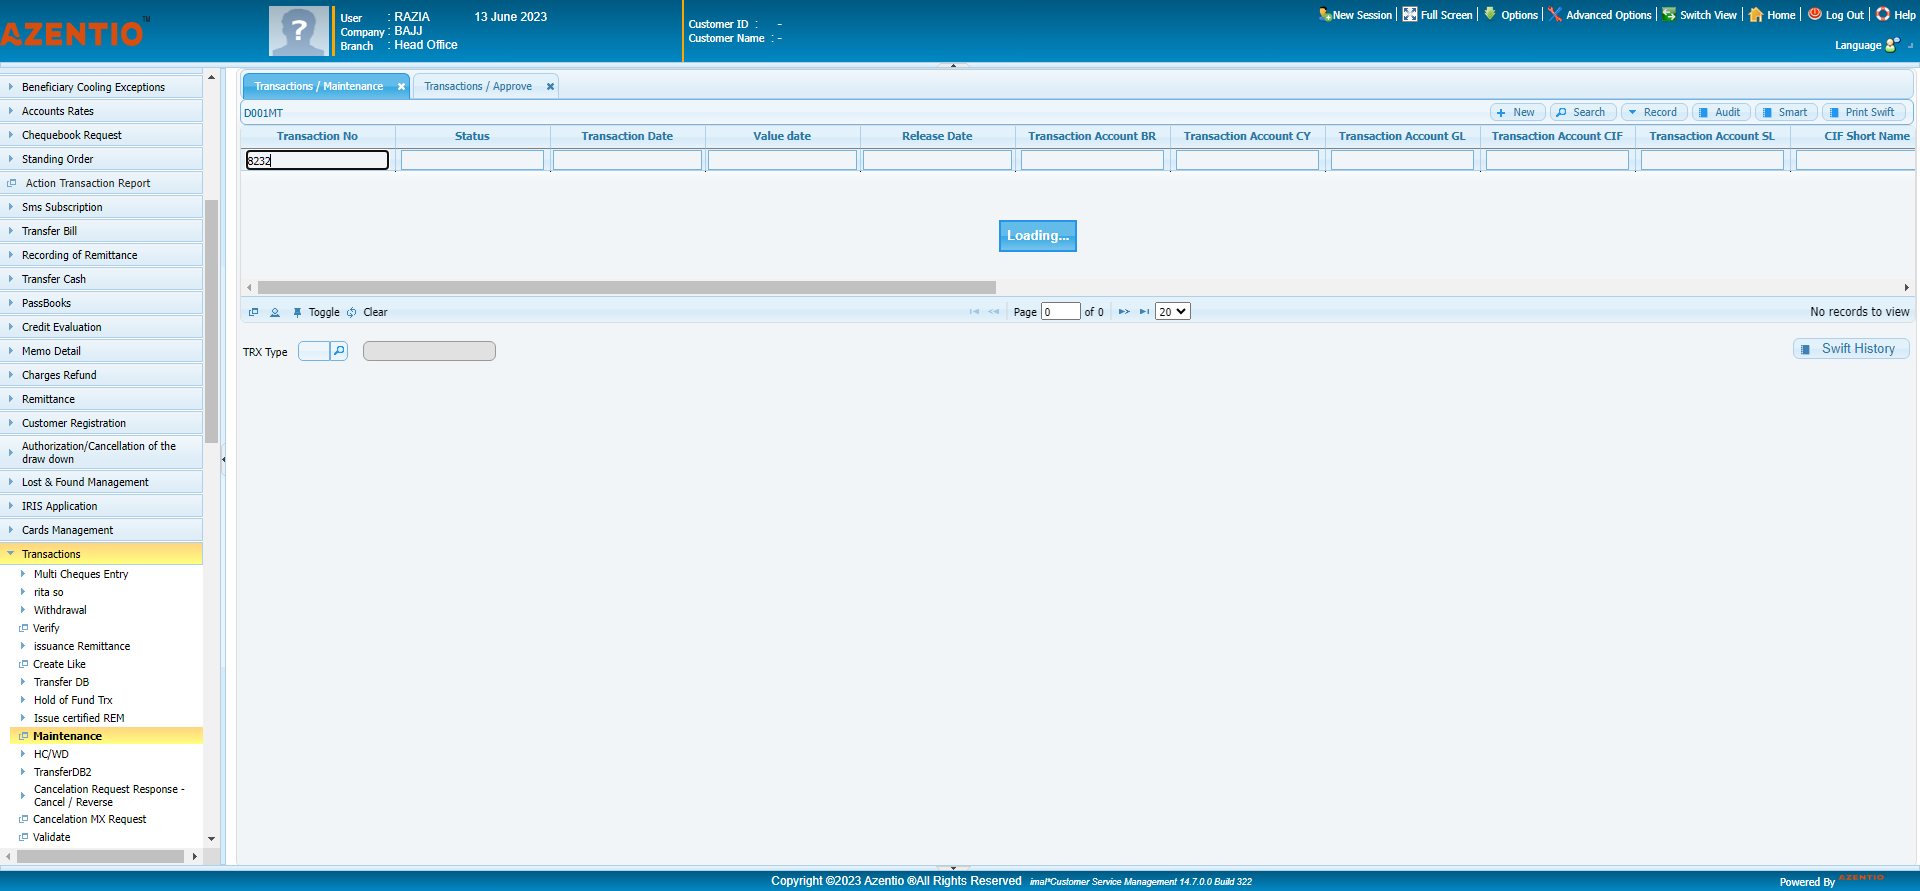 AZENTIO™
User : RAZIA 13 June 2023
Company : BAJJ
Branch : Head Office
Customer ID : -
Customer Name : -
New Session Full Screen Options Advanced Options Switch View Home Log Out Help
Language
Beneficiary Cooling Exceptions
Accounts Rates
Chequebook Request
Standing Order
Action Transaction Report
Sms Subscription
Transfer Bill
Recording of Remittance
Transfer Cash
PassBooks
Credit Evaluation
Memo Detail
Charges Refund
Remittance
Customer Registration
Authorization/Cancellation of the
draw down
Lost & Found Management
IRIS Application
Cards Management
Transactions
Multi Cheques Entry
rita so
Withdrawal
Verify
issuance Remittance
Create Like
Transfer DB
Hold of Fund Trx
Issue certified REM
Maintenance
HC/WD
TransferDB2
Cancelation Request Response -
Cancel / Reverse
Cancelation MX Request
Validate
Transactions / Maintenance Transactions / Approve
D001MT
New Search Record Audit Smart Print Swift
Transaction No Status Transaction Date Value date Release Date Transaction Account BR Transaction Account CY Transaction Account GL Transaction Account CIF Transaction Account SL CIF Short Name
8232
Loading...
Toggle Clear Page 0 of 0 20 No records to view
TRX Type Swift History
Copyright ©2023 Azentio ®All Rights Reserved imal*Customer Service Management 14.7.0.0 Build 322
Powered By AZENTIO